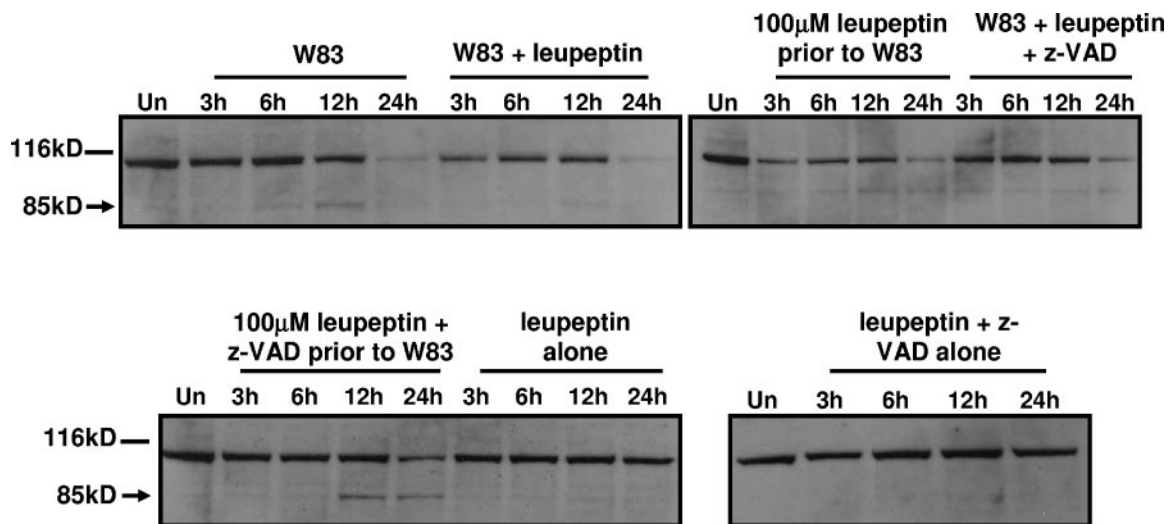 W83
W83 + leupeptin
100μM leupeptin
prior to W83
W83 + leupeptin
+ z-VAD
Un 3h 6h 12h 24h 3h 6h 12h 24h
Un 3h 6h 12h 24h 3h 6h 12h 24h
116kD
85kD
100μM leupeptin +
z-VAD prior to W83
leupeptin
alone
leupeptin + z-
VAD alone
Un 3h 6h 12h 24h 3h 6h 12h 24h
Un 3h 6h 12h 24h
116kD
85kD